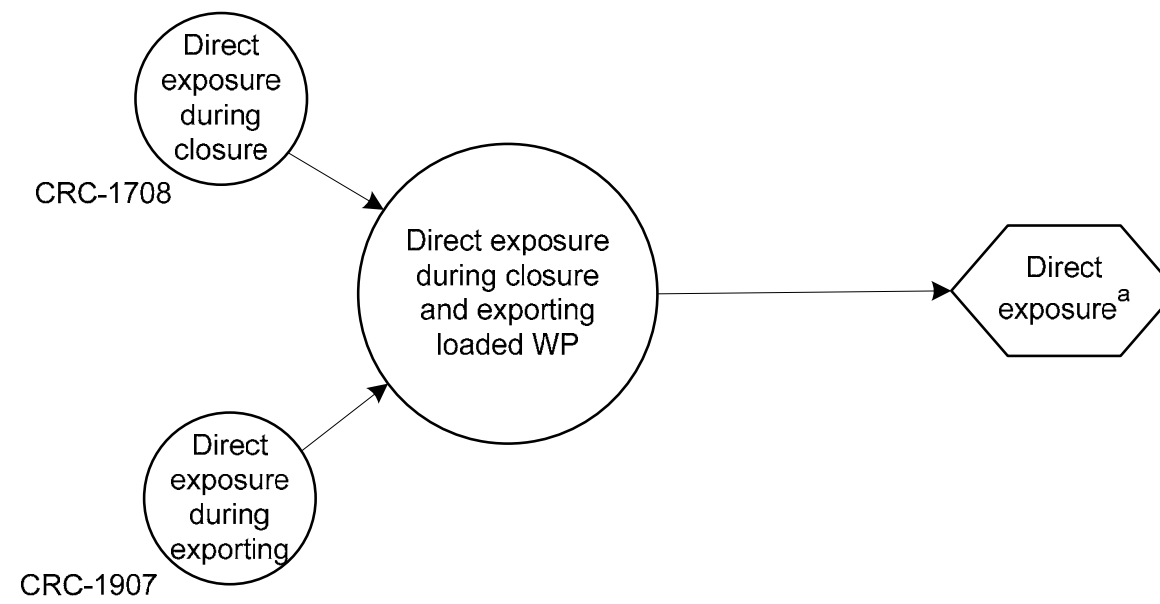 Direct
exposure
during
closure
CRC-1708
Direct exposure
during closure
and exporting
loaded WP
Direct
exposureª
Direct
exposure
during
exporting
CRC-1907